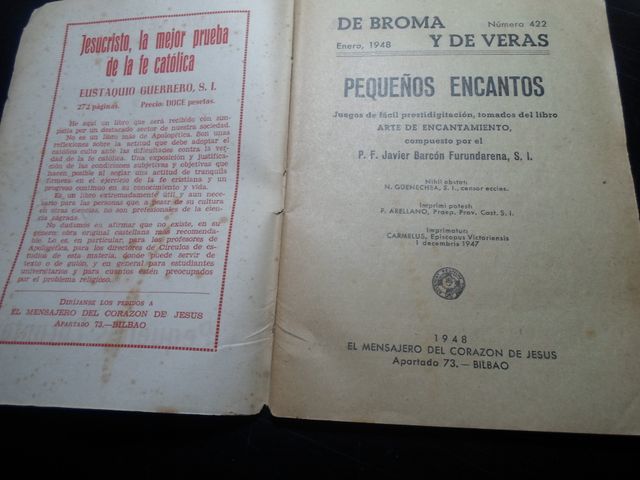 Jesucristo, la mejor prueba
de la fe católica
EUSTAQUIO GUERRERO, S. I.
272 páginas. Precio: DOCE pesetas.
He aquí un libro que será recibido con sim-
patía por un destacado sector de nuestra sociedad.
No es un libro más de Apologética. Son unas
reflexiones sobre la actitud que debe adoptar el
católico culto ante las dificultades contra la ver-
dad de la fe católica. Una exposición y justifica-
ción de las condiciones subjetivas y objetivas que
hacen posible al seglar una actitud de tranquila
firmeza en el ejercicio de la fe cristiana y un
progreso continuo en su conocimiento y vida.
Es un libro extremadamente útil, y aun nece-
sario para las personas que, a pesar de su cultura
en otras ciencias, no son profesionales de la cien-
cia sagrada.
No dudamos en afirmar que no existe, en su
género, obra original castellana más recomenda-
ble. Lo es, en particular, para los profesores de
Apologética, para los directores de Círculos de es-
tudios de esta materia, donde puede servir de
texto o de guión, y en general para estudiantes
universitarios y para cuantos estén preocupados
por el problema religioso.
DIRÍJANSE LOS PEDIDOS A
EL MENSAJERO DEL CORAZON DE JESUS
Apartado 73.—BILBAO
DE BROMA Número 422
Enero, 1948 Y DE VERAS
PEQUEÑOS ENCANTOS
Juegos de fácil prestidigitación, tomados del libro
ARTE DE ENCANTAMIENTO,
compuesto por el
P. F. Javier Barcón Furundarena, S. I.
Nihil obstat:
N. GÜENECHEA, S. I., censor eccles.
Imprimi potest:
F. ARELLANO, Praep. Prov. Cast. S. I.
Imprimatur:
CARMELUS, Episcopus Victoriensis
1 decembris 1947
1948
EL MENSAJERO DEL CORAZON DE JESUS
Apartado 73.—BILBAO